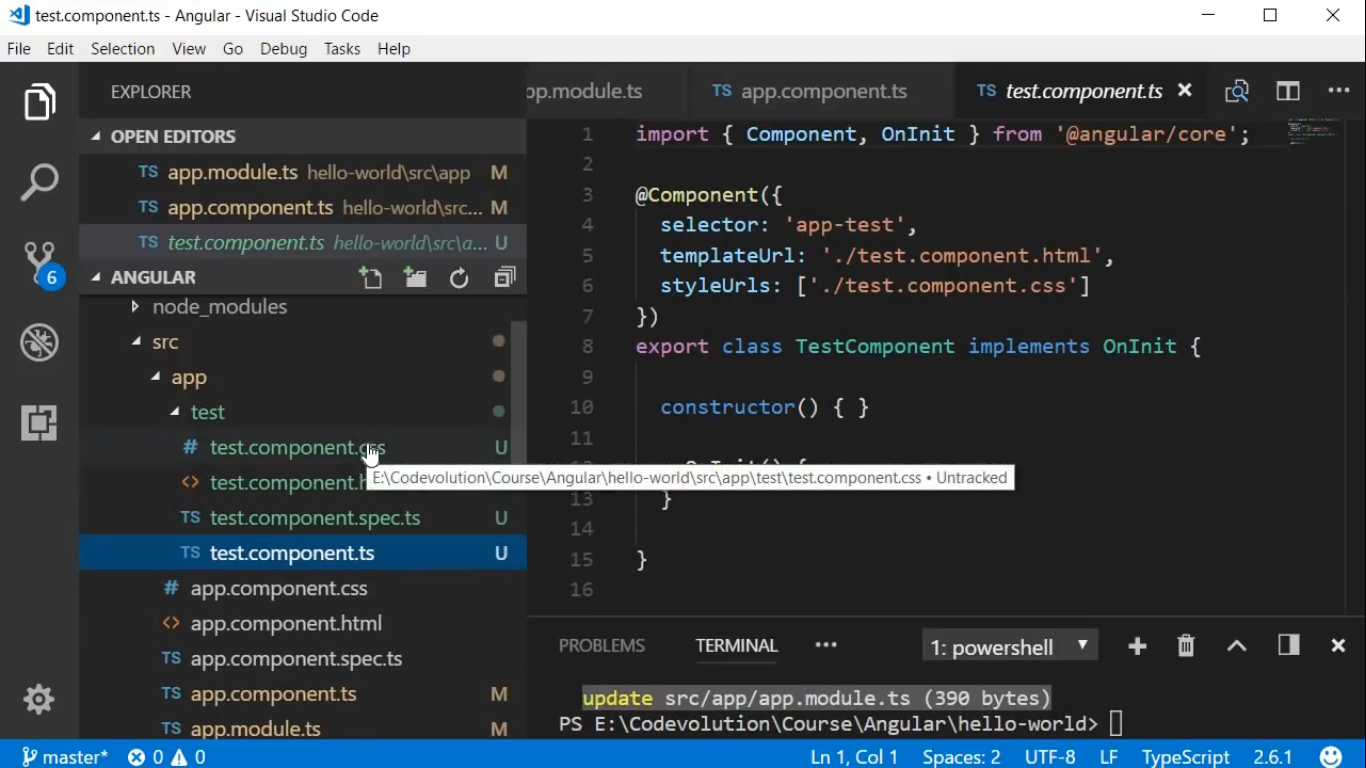 test.component.ts - Angular - Visual Studio Code
File Edit Selection View Go Debug Tasks Help
EXPLORER
OPEN EDITORS
TS app.module.ts hello-world\src\app M
TS app.component.ts hello-world\src... M
TS test.component.ts hello-world\src\a... U
6
ANGULAR
node_modules
src
app
test
# test.component.css U
<> test.component.h
E:\Codevolution\Course\Angular\hello-world\src\app\test\test.component.css • Untracked
TS test.component.spec.ts U
TS test.component.ts U
# app.component.css
<> app.component.html
TS app.component.spec.ts
TS app.component.ts M
TS app.module.ts M
pp.module.ts TS app.component.ts TS test.component.ts
1 import { Component, OnInit } from '@angular/core';
2
3 @Component({
4 selector: 'app-test',
5 templateUrl: './test.component.html',
6 styleUrls: ['./test.component.css']
7 })
8 export class TestComponent implements OnInit {
9
10 constructor() { }
11
OnInit() {
13 }
14
15 }
16
PROBLEMS TERMINAL ••• 1: powershell
update src/app/app.module.ts (390 bytes)
PS E:\Codevolution\Course\Angular\hello-world>
master* 0 0 Ln 1, Col 1 Spaces: 2 UTF-8 LF TypeScript 2.6.1